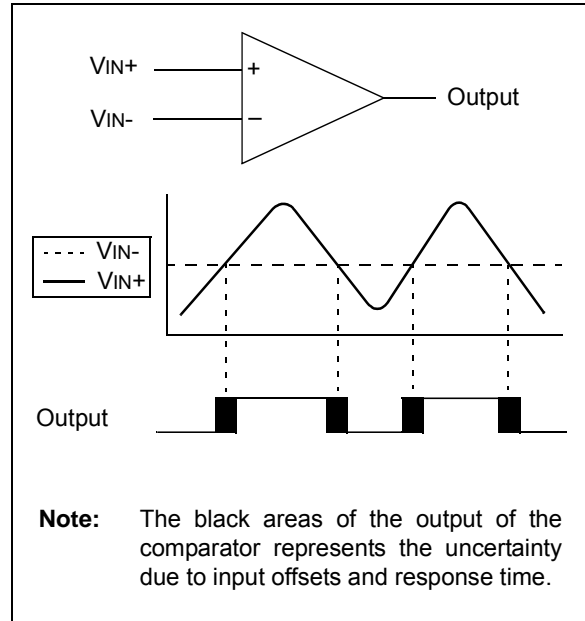 VIN+
+
Output
VIN-
–
VIN-
VIN+
Output
Note: The black areas of the output of the
comparator represents the uncertainty
due to input offsets and response time.